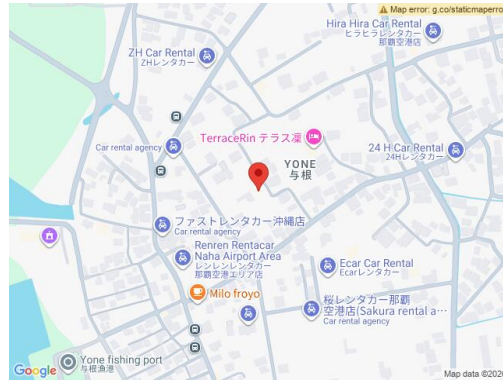 Map error: g.co/staticmaperro
Hira Hira Car Rental
ヒラヒラレンタカー
那覇空港店
ZH Car Rental
ZHレンタカー
TerraceRin テラス凜
Car rental agency
YONE
与根
24 H Car Rental
24Hレンタカー
ファストレンタカー沖縄店
Car rental agency
Renren Rentacar
Naha Airport Area
レンレンレンタカー
那覇空港エリア店
Ecar Car Rental
Ecarレンタカー
Milo froyo
桜レンタカー那覇
空港店(Sakura rental a…
Car rental agency
Yone fishing port
与根漁港
Google
Map data ©202